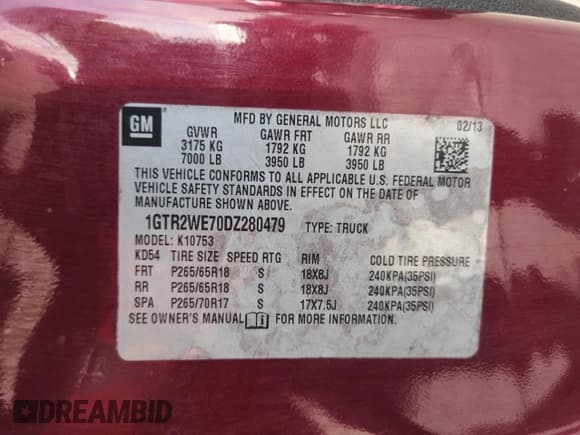 GM
MFD BY GENERAL MOTORS LLC
02/13
GVWR GAWR FRT GAWR RR
3175 KG 1792 KG 1792 KG
7000 LB 3950 LB 3950 LB
THIS VEHICLE CONFORMS TO ALL APPLICABLE U.S. FEDERAL MOTOR
VEHICLE SAFETY STANDARDS IN EFFECT ON THE DATE OF
MANUFACTURE SHOWN ABOVE.
1GTR2WE70DZ280479 TYPE: TRUCK
MODEL: K10753
KD54 TIRE SIZE SPEED RTG RIM COLD TIRE PRESSURE
FRT P265/65R18 S 18X8J 240KPA(35PSI)
RR P265/65R18 S 18X8J 240KPA(35PSI)
SPA P265/70R17 S 17X7.5J 240KPA(35PSI)
SEE OWNER'S MANUAL FOR MORE INFORMATION.
DREAMBID